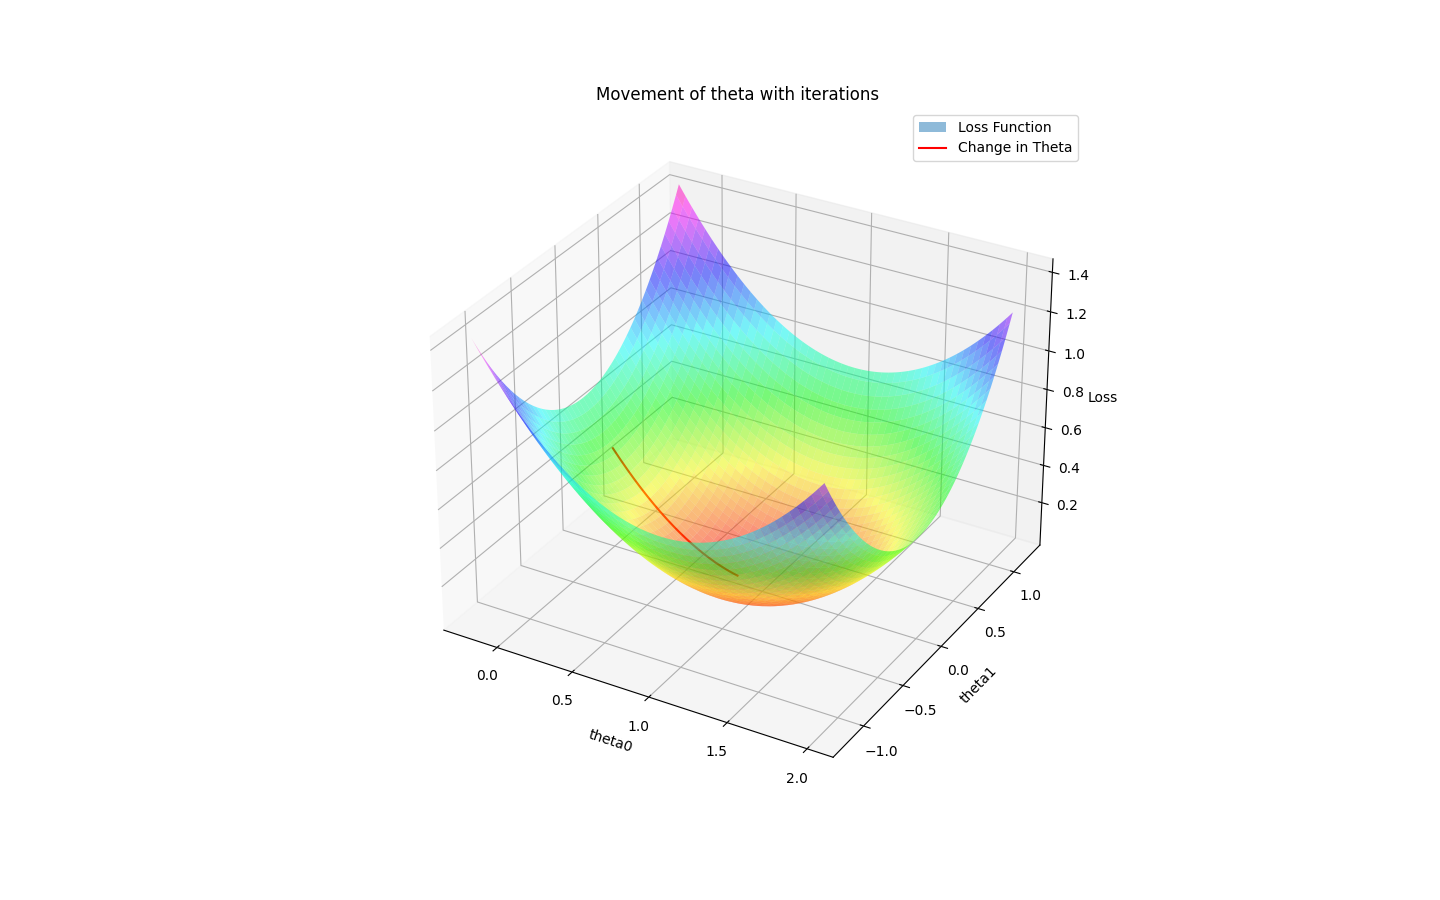 Movement of theta with iterations
Loss Function
Change in Theta
1.4
1.2
1.0
0.8
Loss
0.6
0.4
0.2
1.0
0.5
0.0
−0.5
−1.0
theta1
0.0
0.5
1.0
1.5
2.0
theta0